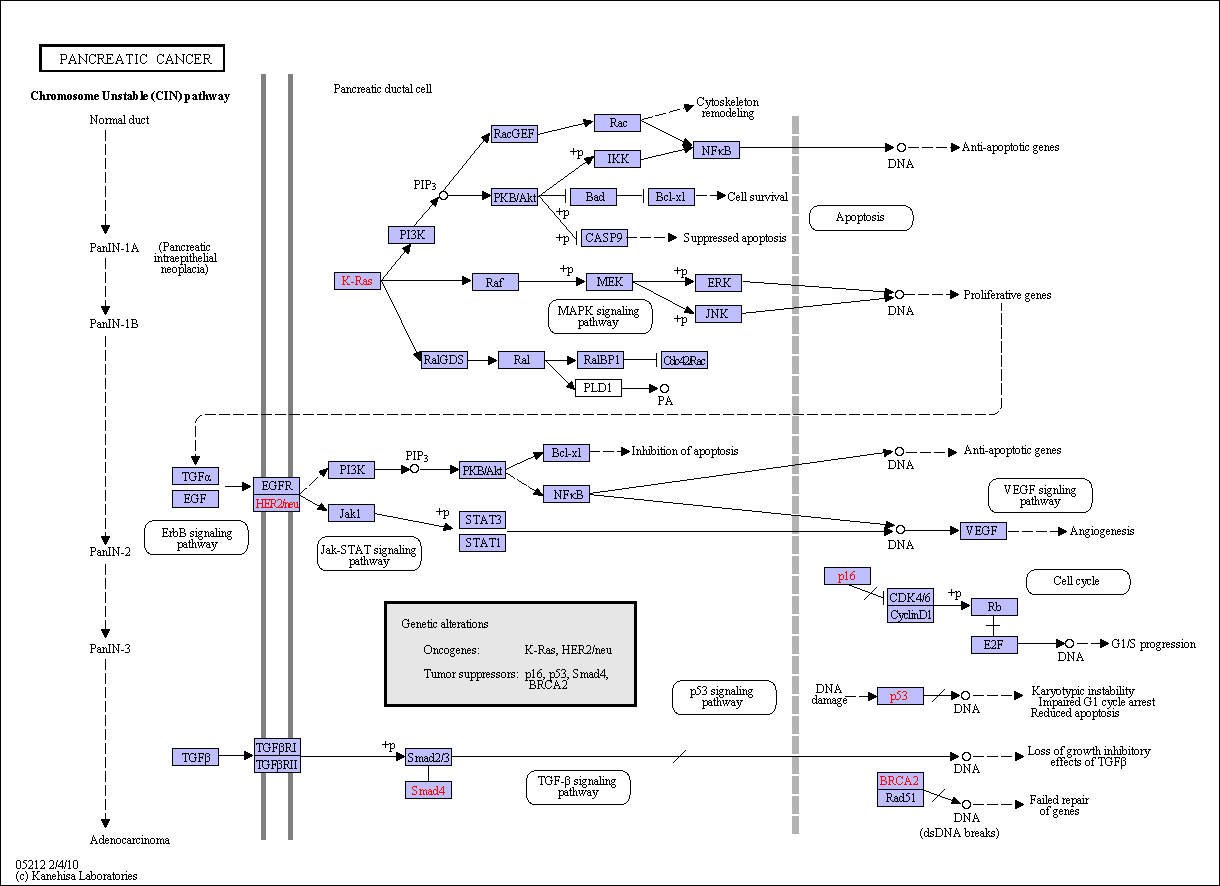 PANCREATIC CANCER
Chromosome Unstable (CIN) pathway
Normal duct
PanIN-1A
(Pancreatic
intraepithelial
neoplacia)
PanIN-1B
PanIN-2
PanIN-3
Adenocarcinoma
Pancreatic ductal cell
RacGEF
Rac
Cytoskeleton
remodeling
+p
IKK
NFκB
DNA
Anti-apoptotic genes
PIP3
PKB/Akt
Bad
Bcl-xl
Cell survival
+p
+p
CASP9
Suppressed apoptosis
Apoptosis
PI3K
K-Ras
Raf
+p
MEK
+p
ERK
DNA
Proliferative genes
MAPK signaling
pathway
+p
JNK
RalGDS
Ral
RalBP1
PLD1
PA
TGFα
EGF
EGFR
HER2/neu
ErbB signaling
pathway
PI3K
PIP3
PKB/Akt
Bcl-xl
Inhibition of apoptosis
NFκB
DNA
Anti-apoptotic genes
Jak1
+p
STAT3
STAT1
Jak-STAT signaling
pathway
VEGF signling
pathway
DNA
VEGF
Angiogenesis
p16
CDK4/6
CyclinD1
+p
Rb
E2F
DNA
G1/S progression
Cell cycle
Genetic alterations
Oncogenes: K-Ras, HER2/neu
Tumor suppressors: p16, p53, Smad4,
BRCA2
p53 signaling
pathway
DNA
damage
p53
DNA
Karyotypic instability
Impaired G1 cycle arrest
Reduced apoptosis
TGFβ
TGFβRI
TGFβRII
+p
Smad2/3
Smad4
TGF-β signaling
pathway
DNA
Loss of growth inhibitory
effects of TGFβ
BRCA2
Rad51
DNA
(dsDNA breaks)
Failed repair
of genes
05212 2/4/10
(c) Kanehisa Laboratories